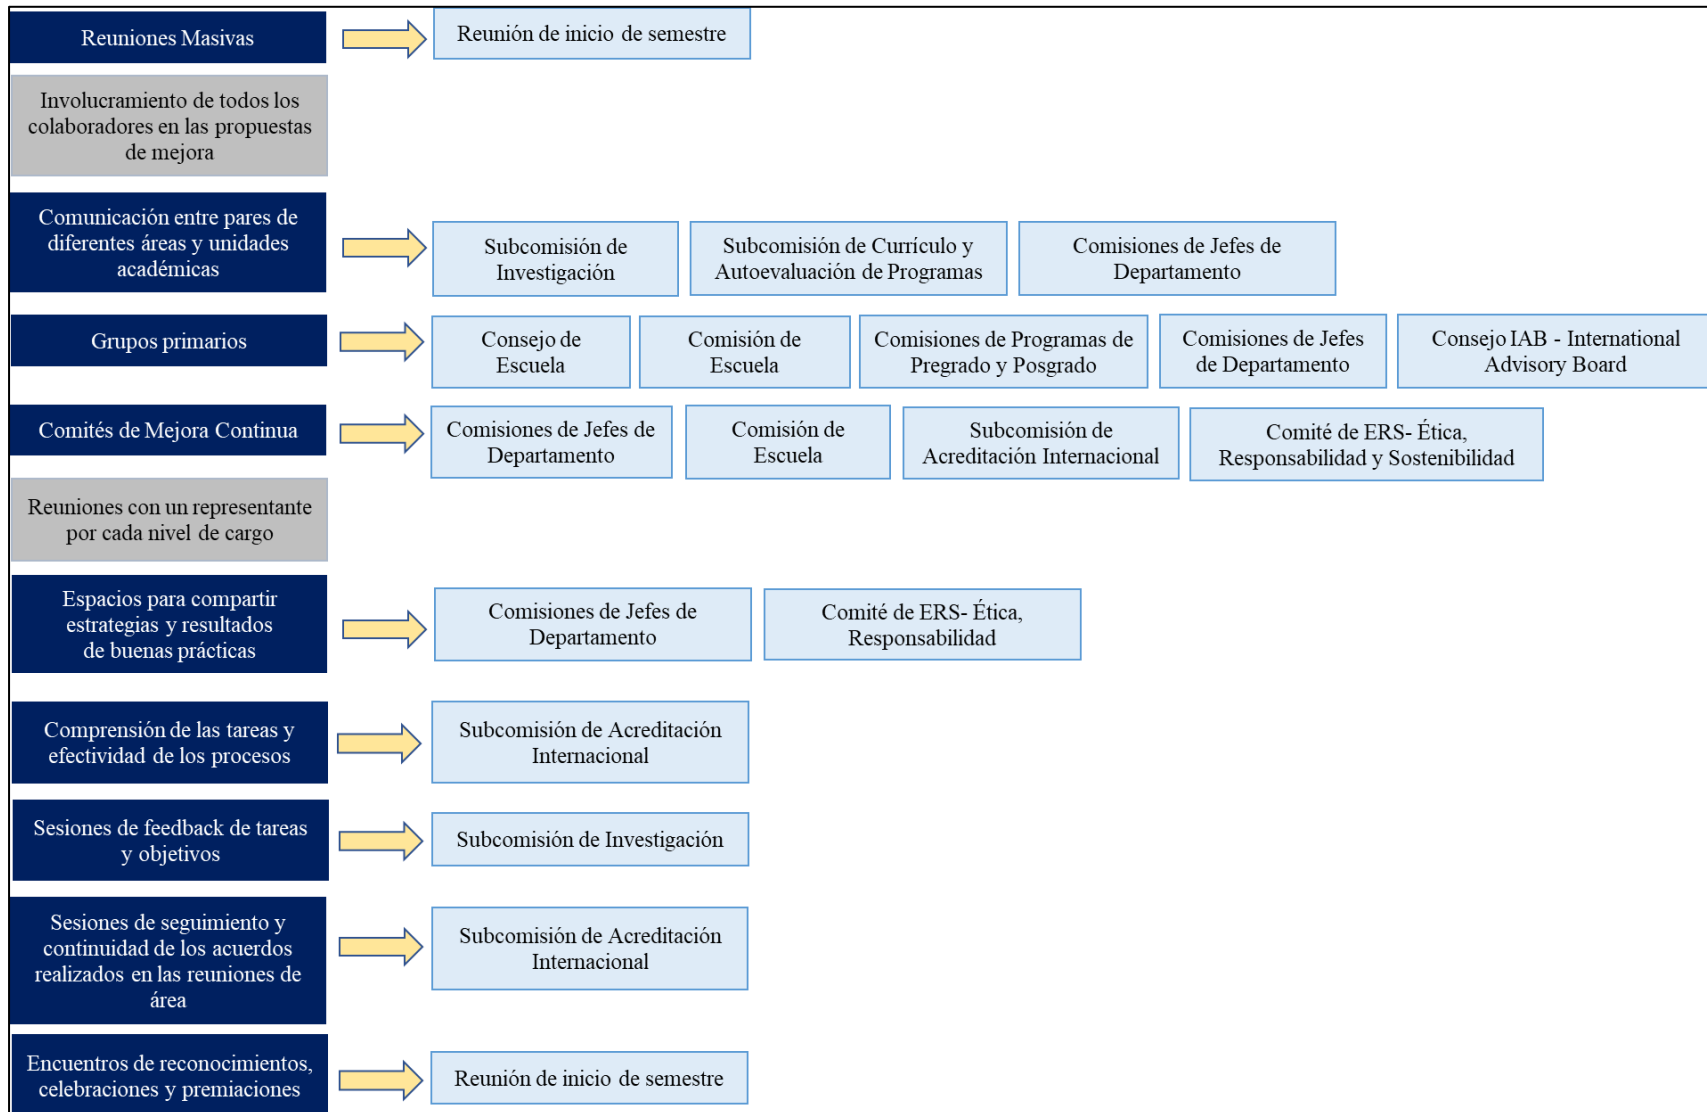 Reuniones Masivas
Reunión de inicio de semestre
Involucramiento de todos los
colaboradores en las propuestas
de mejora
Comunicación entre pares de
diferentes áreas y unidades
académicas
Subcomisión de
Investigación
Subcomisión de Currículo y
Autoevaluación de Programas
Comisiones de Jefes de
Departamento
Grupos primarios
Consejo de
Escuela
Comisión de
Escuela
Comisiones de Programas de
Pregrado y Posgrado
Comisiones de Jefes
de Departamento
Consejo IAB - International
Advisory Board
Comités de Mejora Continua
Comisiones de Jefes de
Departamento
Comisión de
Escuela
Subcomisión de
Acreditación Internacional
Comité de ERS- Ética,
Responsabilidad y Sostenibilidad
Reuniones con un representante
por cada nivel de cargo
Espacios para compartir
estrategias y resultados
de buenas prácticas
Comisiones de Jefes de
Departamento
Comité de ERS- Ética,
Responsabilidad
Comprensión de las tareas y
efectividad de los procesos
Subcomisión de Acreditación
Internacional
Sesiones de feedback de tareas
y objetivos
Subcomisión de Investigación
Sesiones de seguimiento y
continuidad de los acuerdos
realizados en las reuniones de
área
Subcomisión de Acreditación
Internacional
Encuentros de reconocimientos,
celebraciones y premiaciones
Reunión de inicio de semestre